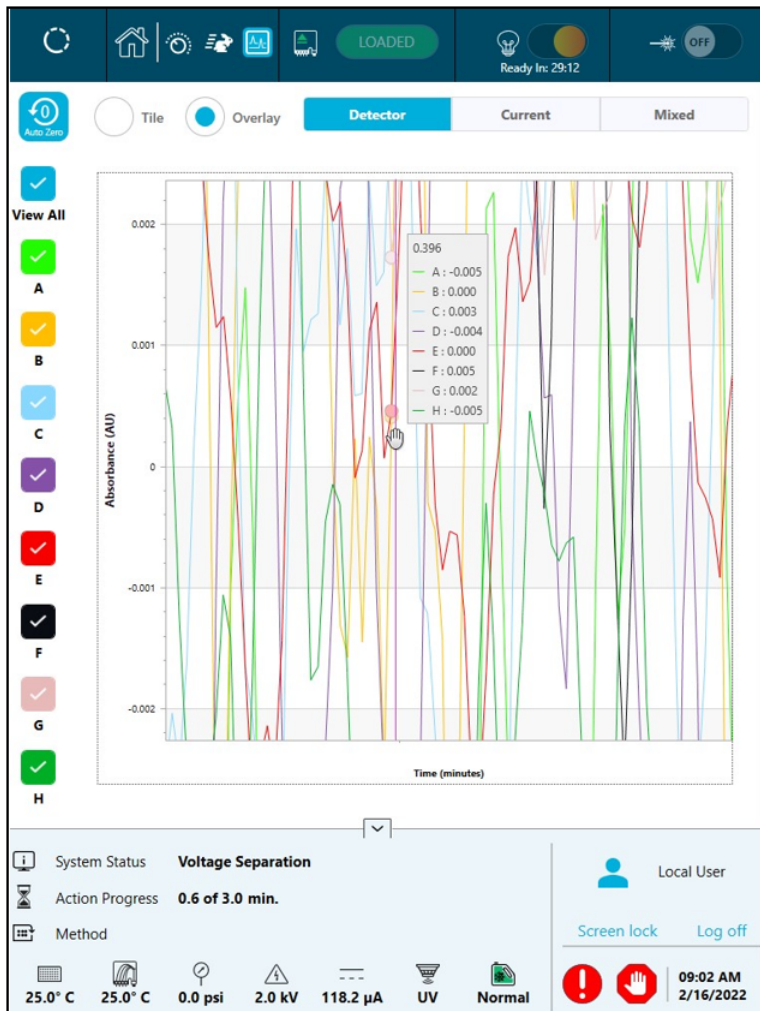 LOADED
OFF
Ready In: 29:12
0
Auto Zero
Tile
Overlay
Detector
Current
Mixed
View All
A
B
C
D
E
F
G
H
Absorbance (AU)
0.002
0.001
0
-0.001
-0.002
0.396
A : -0.005
B : 0.000
C : 0.003
D : -0.004
E : 0.000
F : 0.005
G : 0.002
H : -0.005
Time (minutes)
System Status Voltage Separation
Action Progress 0.6 of 3.0 min.
Method
Local User
Screen lock Log off
25.0° C 25.0° C 0.0 psi 2.0 kV 118.2 µA UV Normal
09:02 AM
2/16/2022